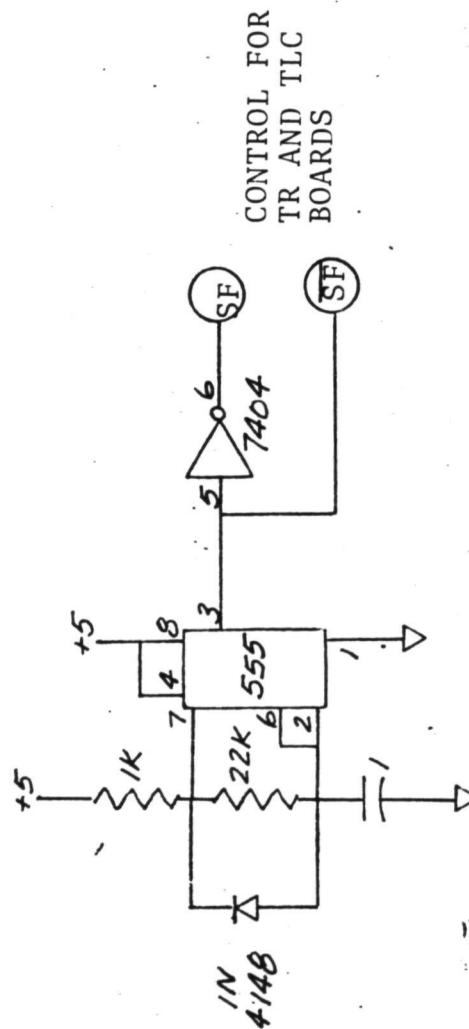 +5
1K
22K
1
1N
4148
+5
7
4
8
6
2
555
3
1
5
6
7404
SF
S̅F̅
CONTROL FOR
TR AND TLC
BOARDS